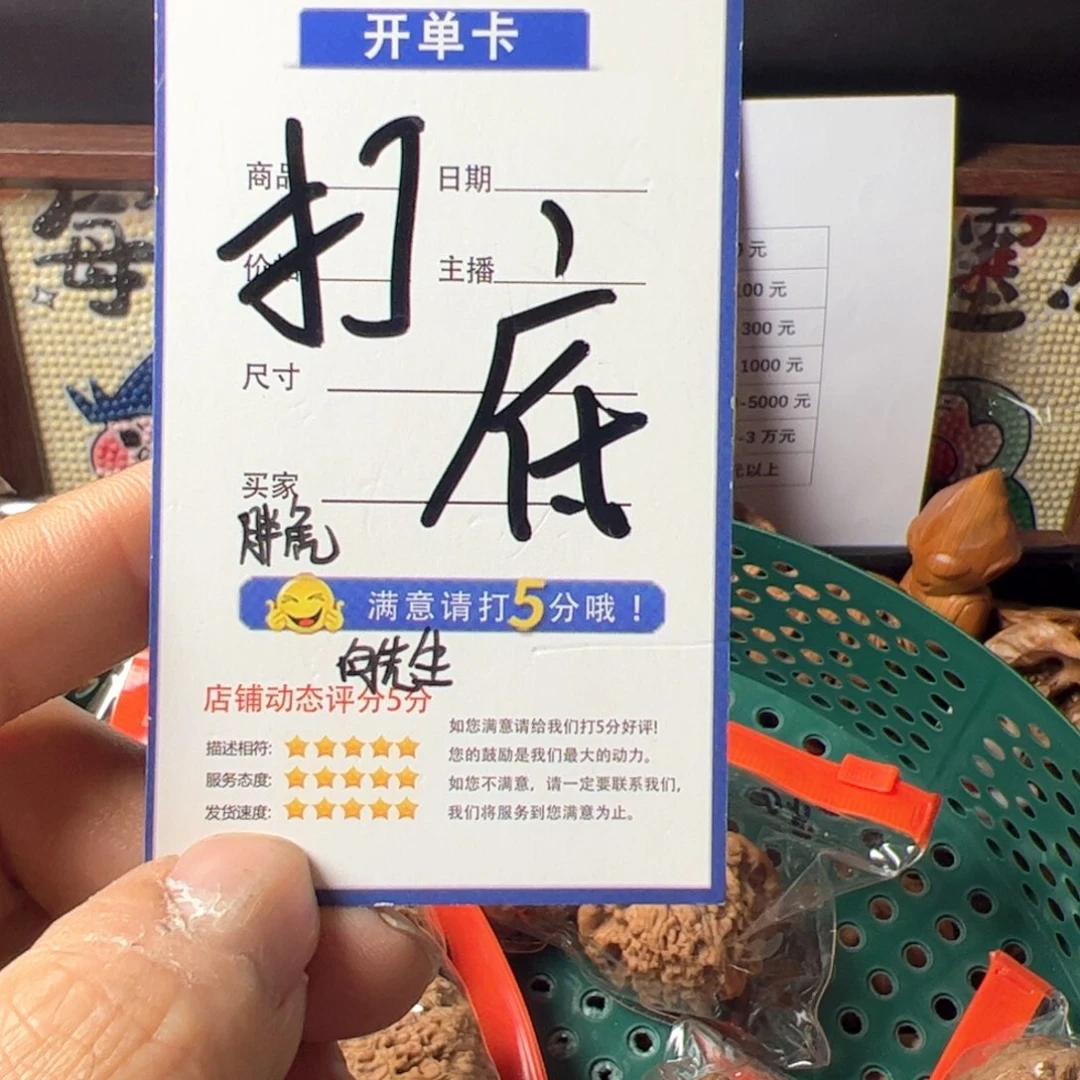 开单卡
商品 日期
打底
主播
尺寸
买家
胖虎
满意请打5分哦！
向先生
店铺动态评分5分
描述相符:
服务态度:
发货速度:
如您满意请给我们打5分好评!
您的鼓励是我们最大的动力。
如您不满意，请一定要联系我们,
我们将服务到您满意为止。
每
元
100 元
300 元
1000 元
-5000 元
-3 万元
元以上